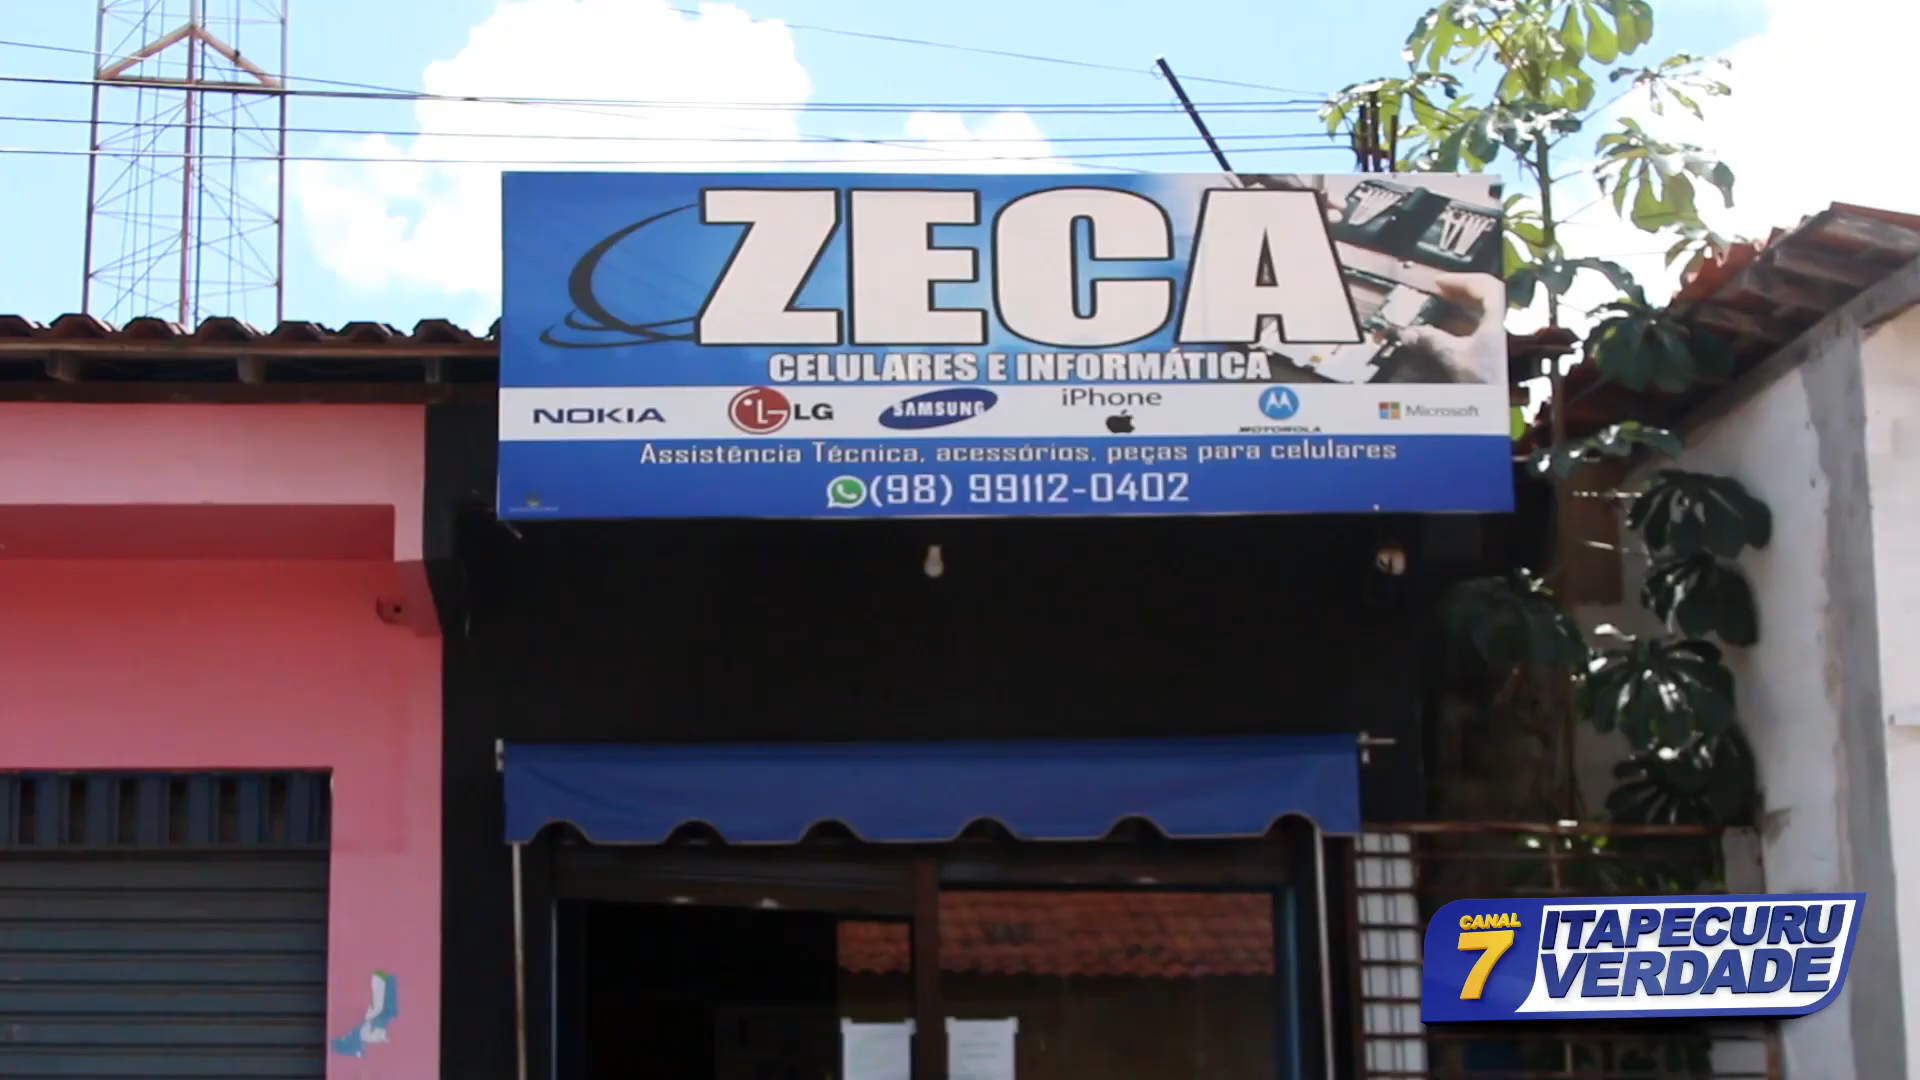 ZECA
CELULARES E INFORMÁTICA
NOKIA LG SAMSUNG iPhone MOTOROLA Microsoft
Assistência Técnica, acessórios, peças para celulares
(98) 99112-0402
CANAL 7 ITAPECURU VERDADE